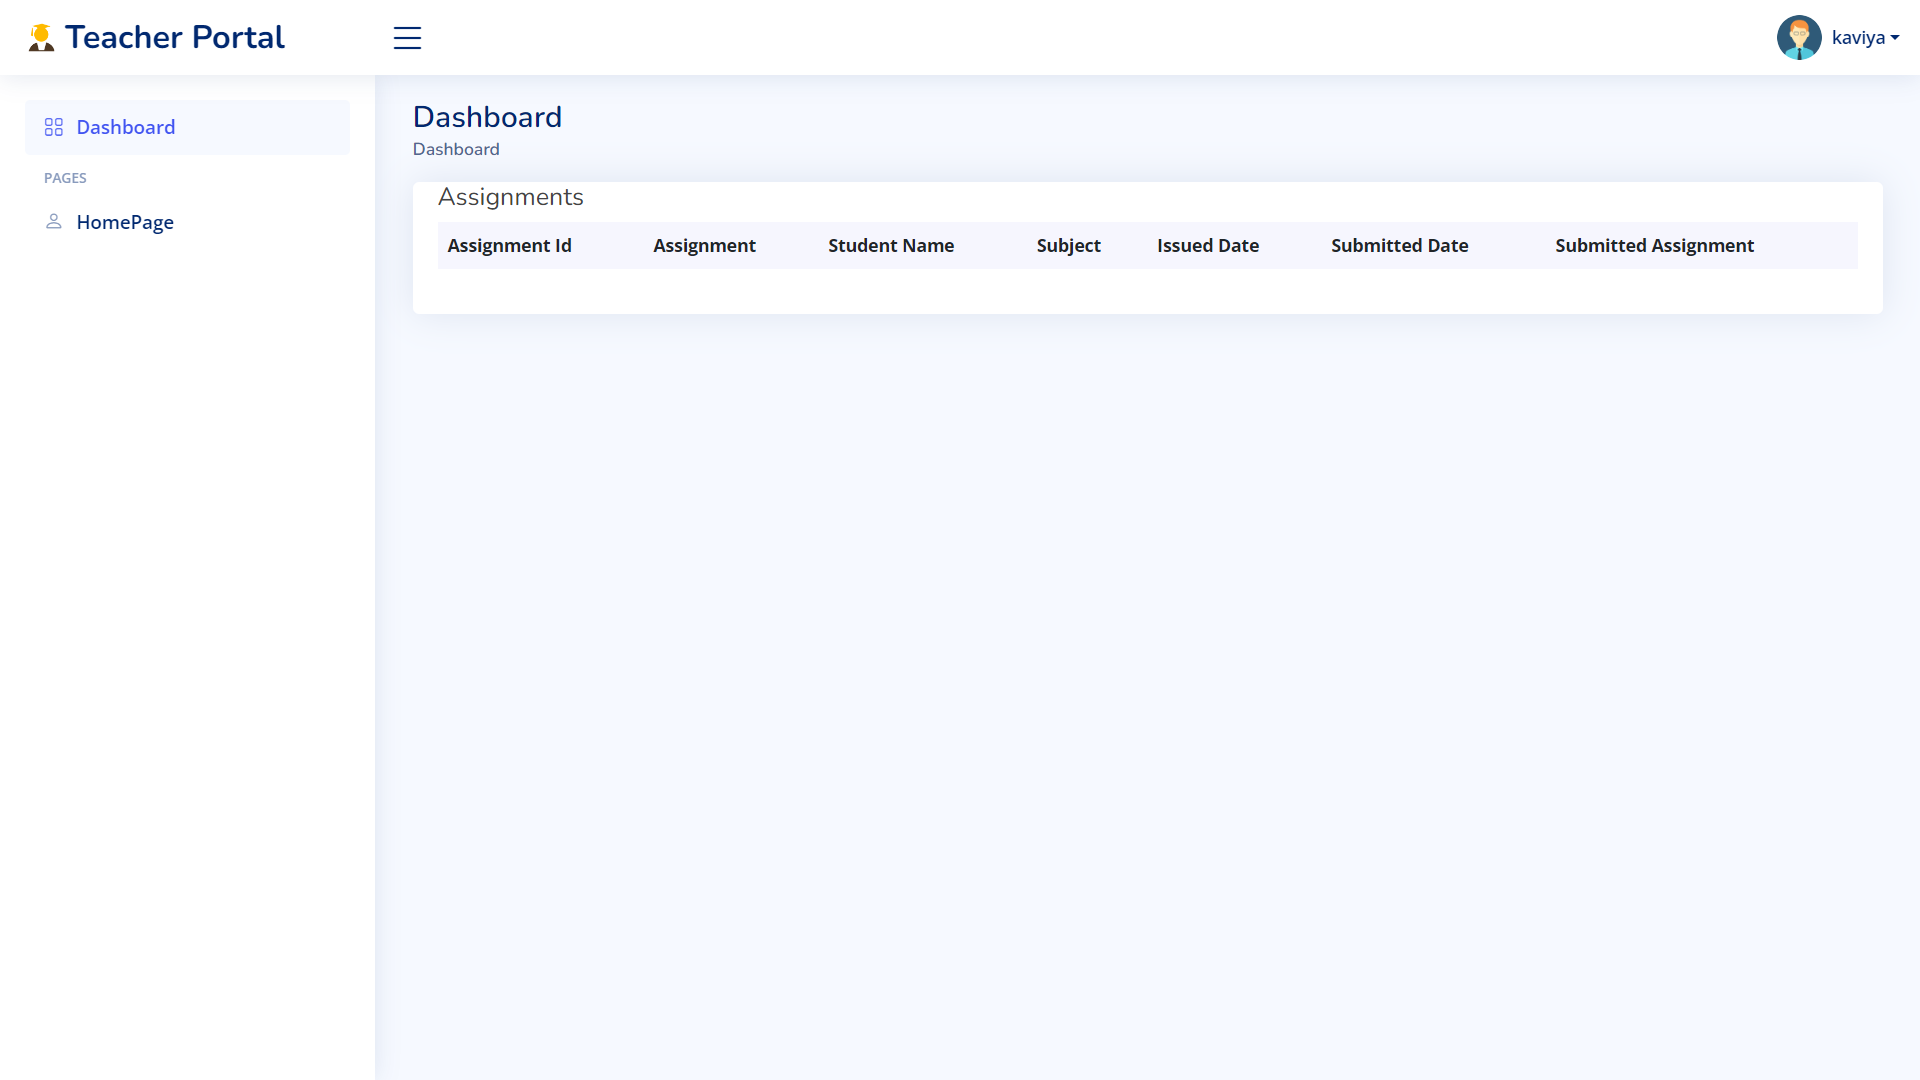 Teacher Portal
kaviya
Dashboard
PAGES
HomePage
Dashboard
Dashboard
Assignments
Assignment Id Assignment Student Name Subject Issued Date Submitted Date Submitted Assignment